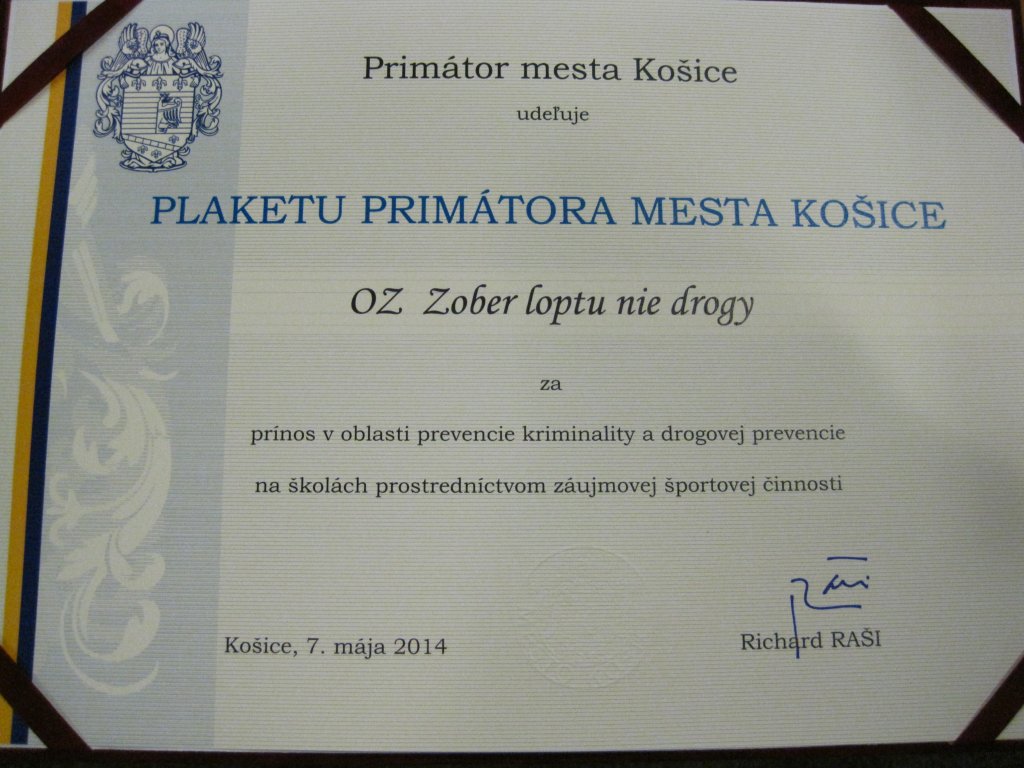 Primátor mesta Košice
udeľuje
PLAKETU PRIMÁTORA MESTA KOŠICE
OZ Zober loptu nie drogy
za
prínos v oblasti prevencie kriminality a drogovej prevencie
na školách prostredníctvom záujmovej športovej činnosti
Košice, 7. mája 2014
Richard RAŠI